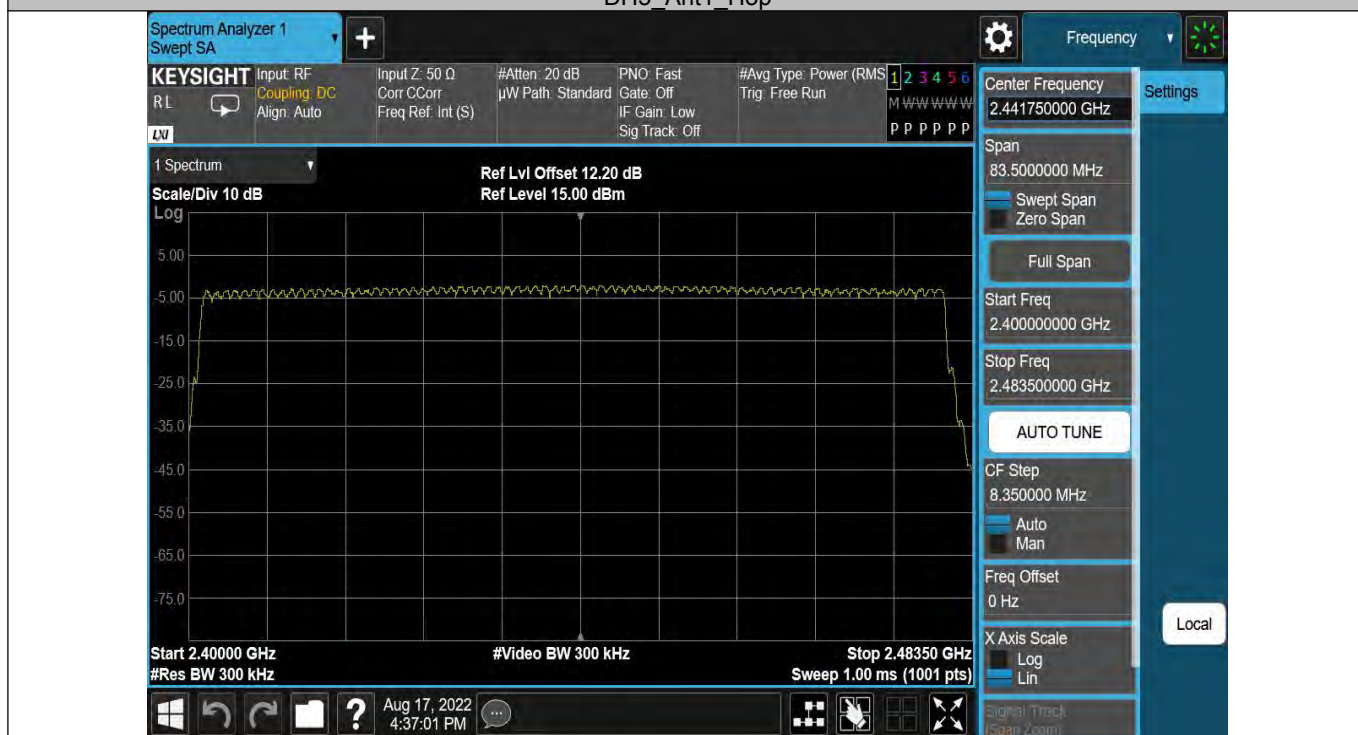 DH5_Ant1_Hop
Spectrum Analyzer 1
Swept SA
+
Frequency
KEYSIGHT
RL
LXI
Input: RF
Coupling: DC
Align: Auto
Input Z: 50 Ω
Corr CCorr
Freq Ref: Int (S)
#Atten: 20 dB
µW Path: Standard
PNO: Fast
Gate: Off
IF Gain: Low
Sig Track: Off
#Avg Type: Power (RMS
Trig: Free Run
1 2 3 4 5 6
M W W W W W
P P P P P P
Center Frequency
2.441750000 GHz
Settings
1 Spectrum
Scale/Div 10 dB
Ref Lvl Offset 12.20 dB
Ref Level 15.00 dBm
Log
5.00
-5.00
-15.0
-25.0
-35.0
-45.0
-55.0
-65.0
-75.0
Span
83.5000000 MHz
Swept Span
Zero Span
Full Span
Start Freq
2.400000000 GHz
Stop Freq
2.483500000 GHz
AUTO TUNE
CF Step
8.350000 MHz
Auto
Man
Freq Offset
0 Hz
X Axis Scale
Log
Lin
Signal Track
(Span Zoom)
Local
Start 2.40000 GHz
#Video BW 300 kHz
Stop 2.48350 GHz
#Res BW 300 kHz
Sweep 1.00 ms (1001 pts)
?
Aug 17, 2022
4:37:01 PM